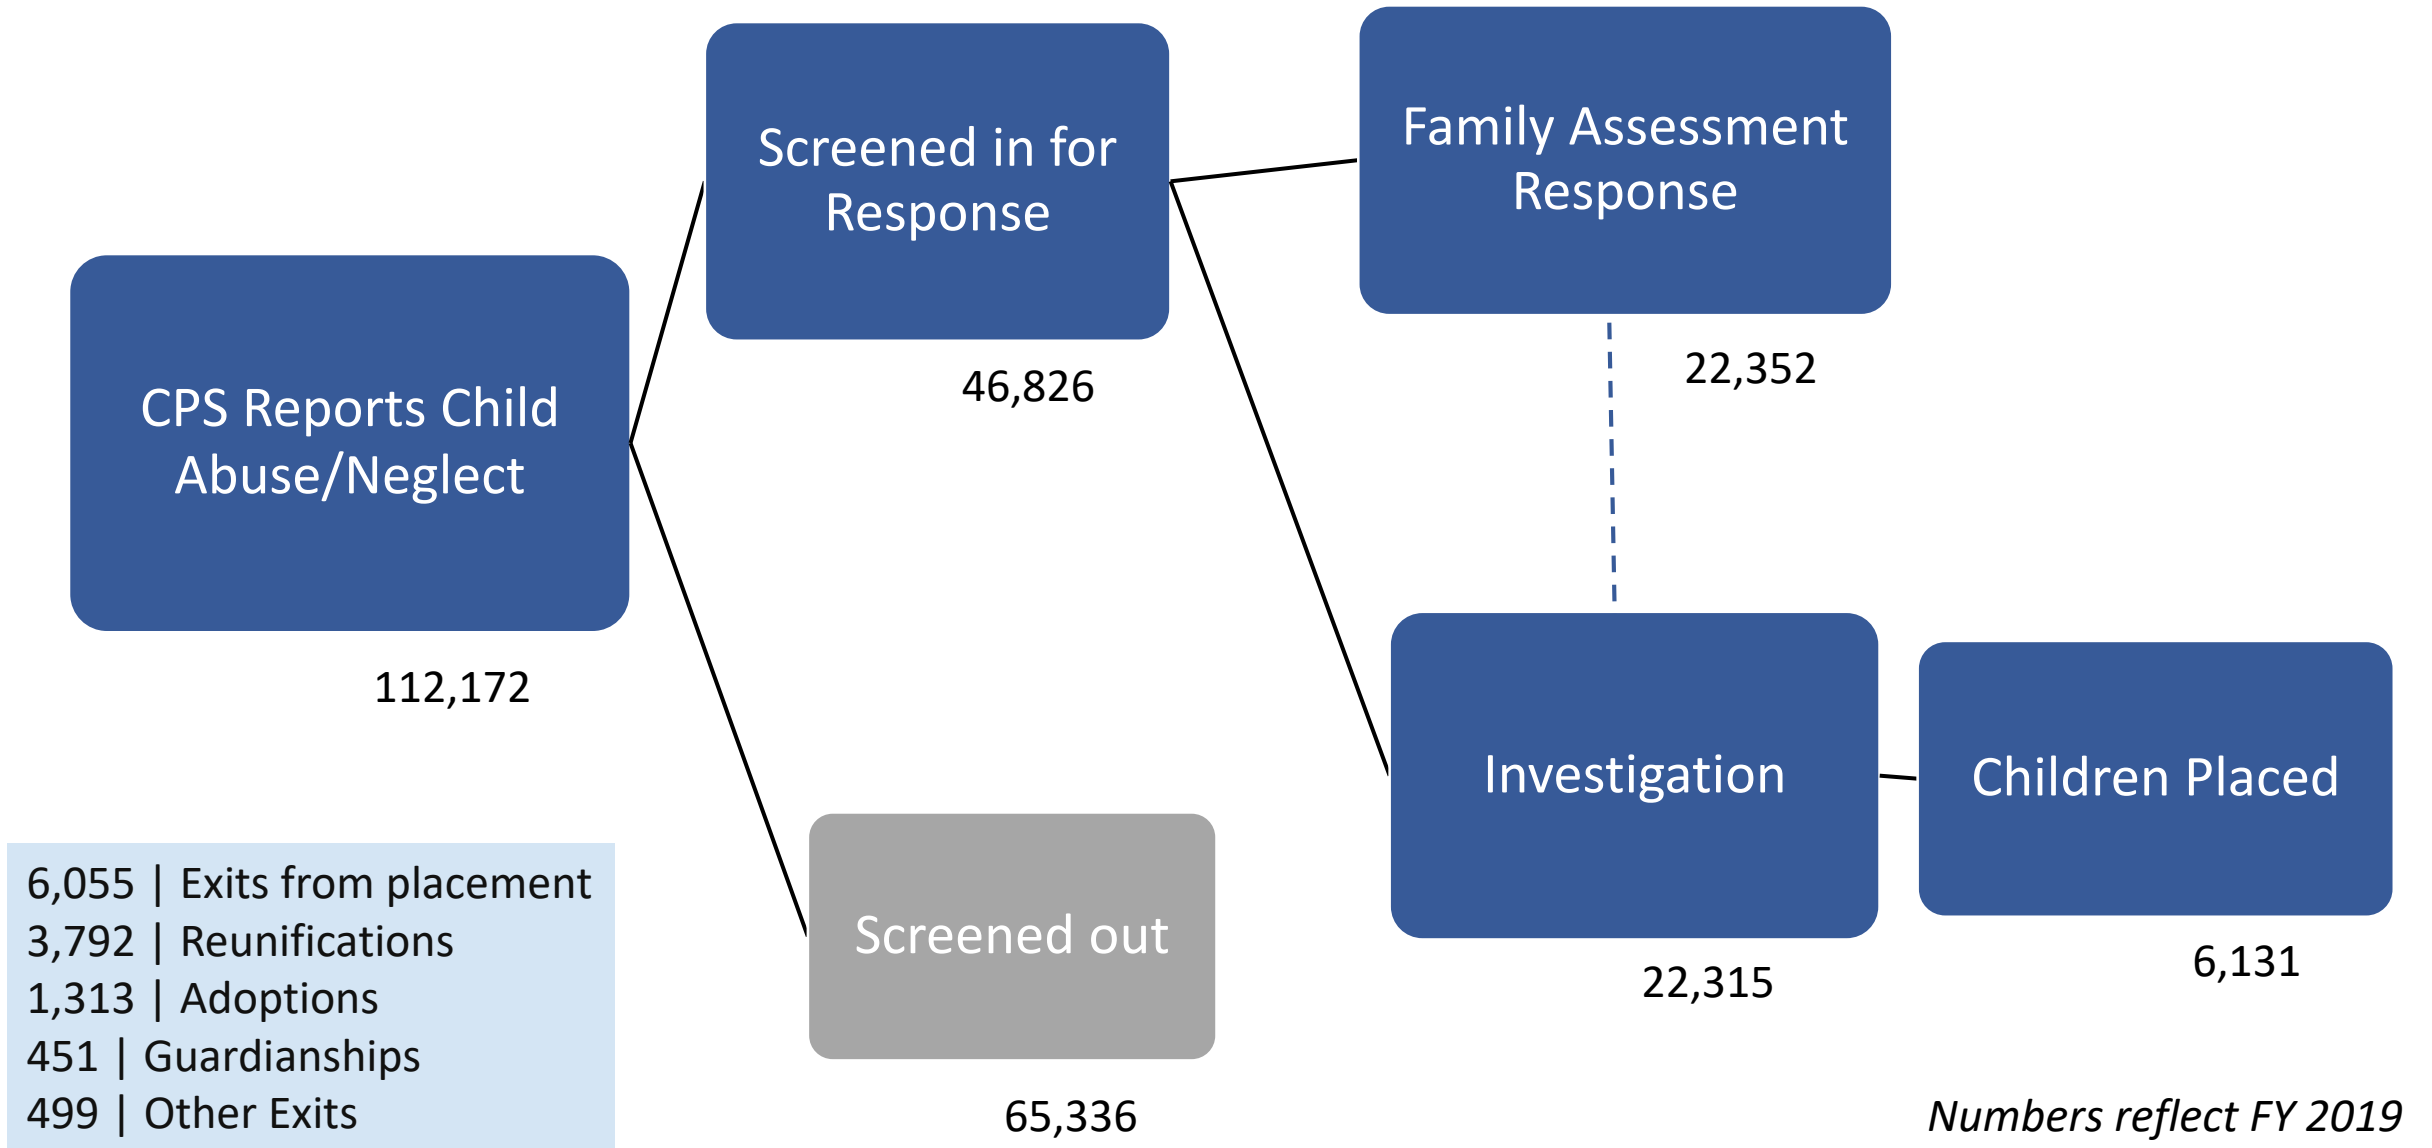 CPS Reports Child
Abuse/Neglect
112,172
Screened in for
Response
46,826
Screened out
65,336
Family Assessment
Response
22,352
Investigation
22,315
Children Placed
6,131
6,055 | Exits from placement
3,792 | Reunifications
1,313 | Adoptions
451 | Guardianships
499 | Other Exits
Numbers reflect FY 2019